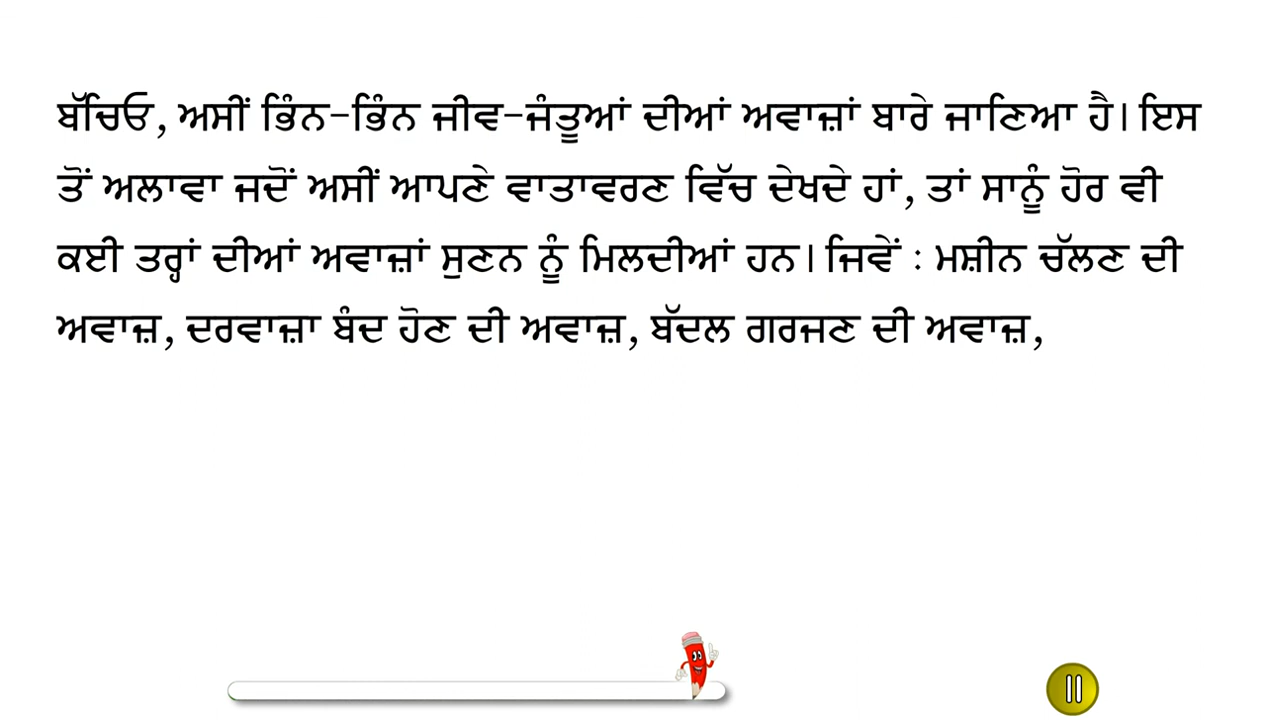 ਬੱਚਿਓ, ਅਸੀਂ ਭਿੰਨ-ਭਿੰਨ ਜੀਵ-ਜੰਤੂਆਂ ਦੀਆਂ ਅਵਾਜ਼ਾਂ ਬਾਰੇ ਜਾਣਿਆ ਹੈ। ਇਸ
ਤੋਂ ਅਲਾਵਾ ਜਦੋਂ ਅਸੀਂ ਆਪਣੇ ਵਾਤਾਵਰਣ ਵਿੱਚ ਦੇਖਦੇ ਹਾਂ, ਤਾਂ ਸਾਨੂੰ ਹੋਰ ਵੀ
ਕਈ ਤਰ੍ਹਾਂ ਦੀਆਂ ਅਵਾਜ਼ਾਂ ਸੁਣਨ ਨੂੰ ਮਿਲਦੀਆਂ ਹਨ। ਜਿਵੇਂ : ਮਸ਼ੀਨ ਚੱਲਣ ਦੀ
ਅਵਾਜ਼, ਦਰਵਾਜ਼ਾ ਬੰਦ ਹੋਣ ਦੀ ਅਵਾਜ਼, ਬੱਦਲ ਗਰਜਣ ਦੀ ਅਵਾਜ਼,